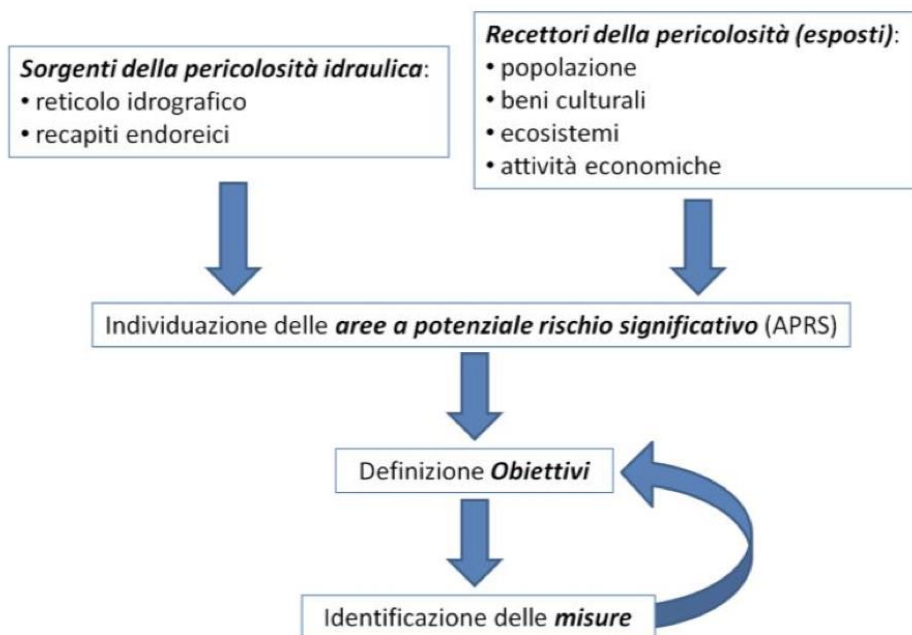 Sorgenti della pericolosità idraulica:
• reticolo idrografico
• recapiti endoreici
Recettori della pericolosità (esposti):
• popolazione
• beni culturali
• ecosistemi
• attività economiche
Individuazione delle aree a potenziale rischio significativo (APRS)
Definizione Obiettivi
Identificazione delle misure